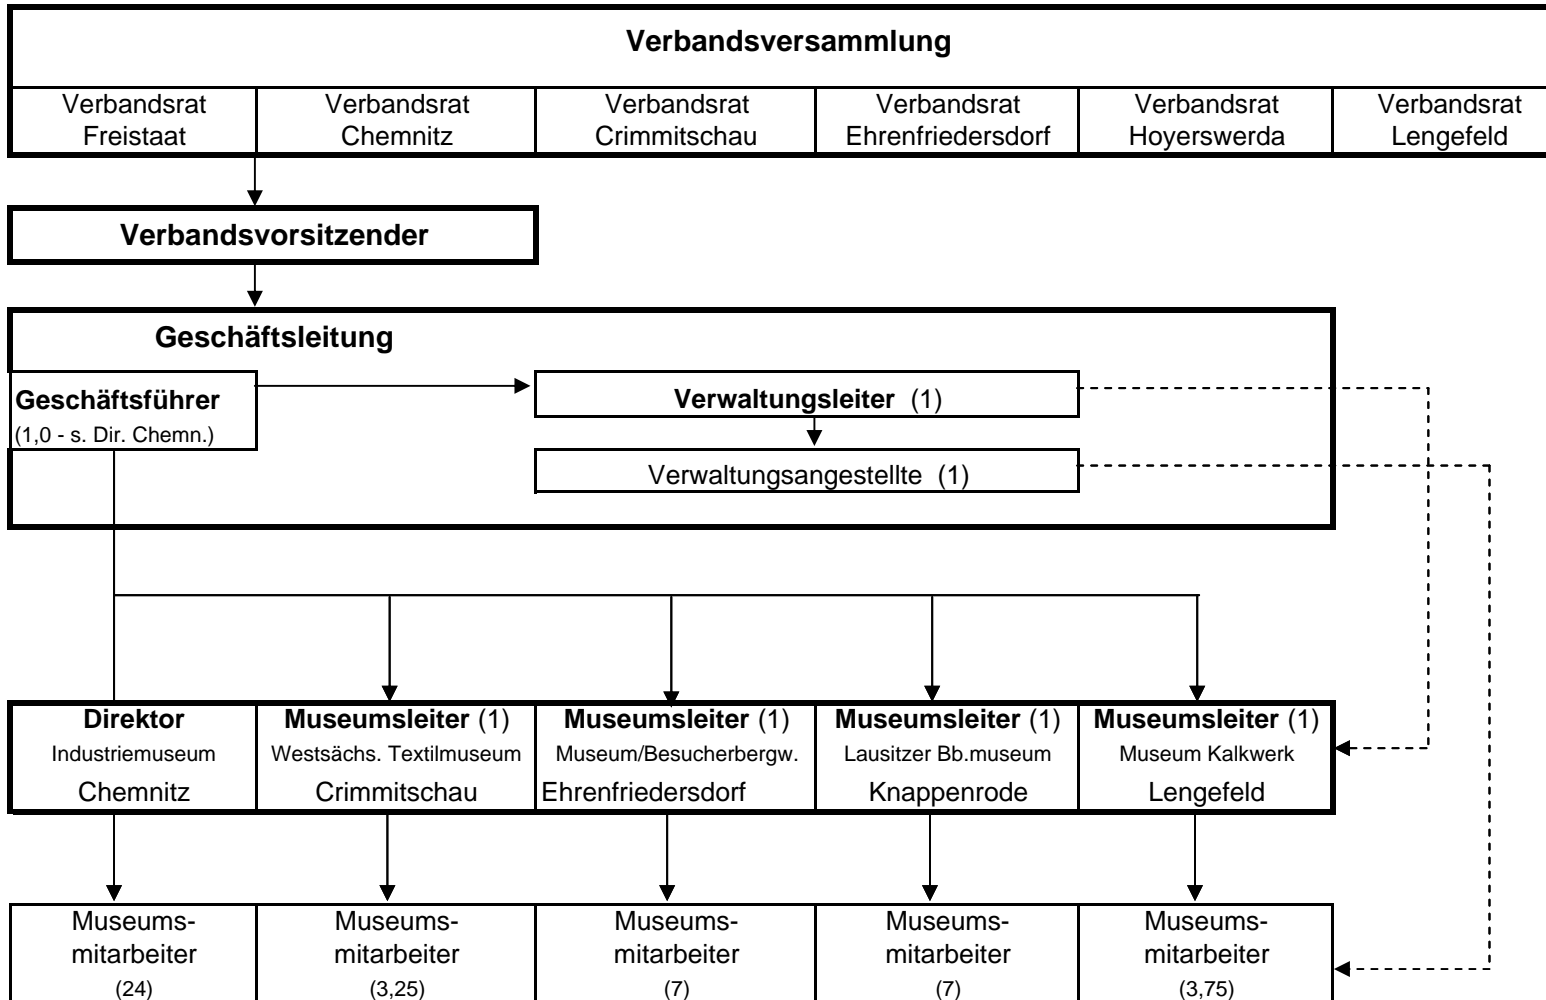 Verbandsversammlung
Verbandsrat
Freistaat
Verbandsrat
Chemnitz
Verbandsrat
Crimmitschau
Verbandsrat
Ehrenfriedersdorf
Verbandsrat
Hoyerswerda
Verbandsrat
Lengefeld
Verbandsvorsitzender
Geschäftsleitung
Geschäftsführer
(1,0 - s. Dir. Chemn.)
Verwaltungsleiter (1)
Verwaltungsangestellte (1)
Direktor
Industriemuseum
Chemnitz
Museumsleiter (1)
Westsächs. Textilmuseum
Crimmitschau
Museumsleiter (1)
Museum/Besucherbergw.
Ehrenfriedersdorf
Museumsleiter (1)
Lausitzer Bb.museum
Knappenrode
Museumsleiter (1)
Museum Kalkwerk
Lengefeld
Museums-
mitarbeiter
(24)
Museums-
mitarbeiter
(3,25)
Museums-
mitarbeiter
(7)
Museums-
mitarbeiter
(7)
Museums-
mitarbeiter
(3,75)